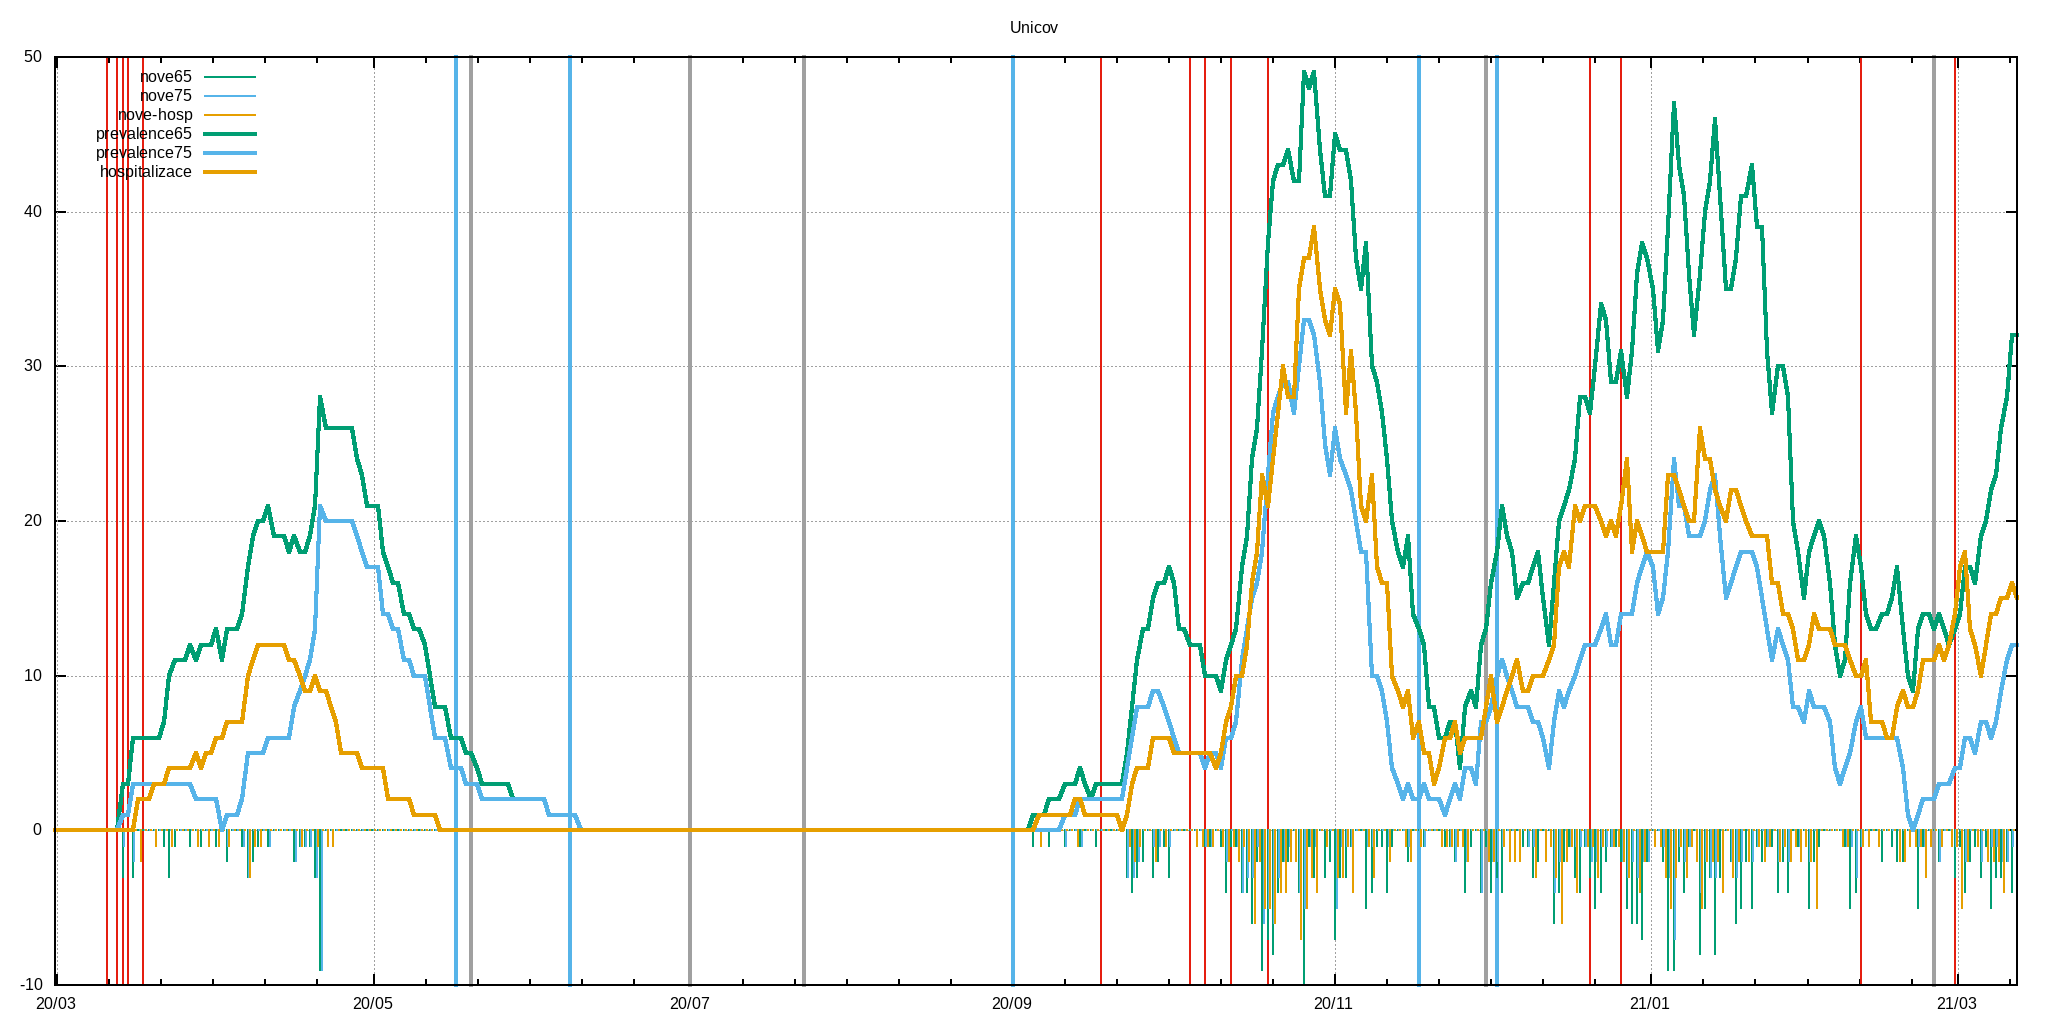 Unicov
50
nove65
nove75
nove-hosp
prevalence65
prevalence75
hospitalizace
40
30
20
10
0
-10
20/03 20/05 20/07 20/09 20/11 21/01 21/03